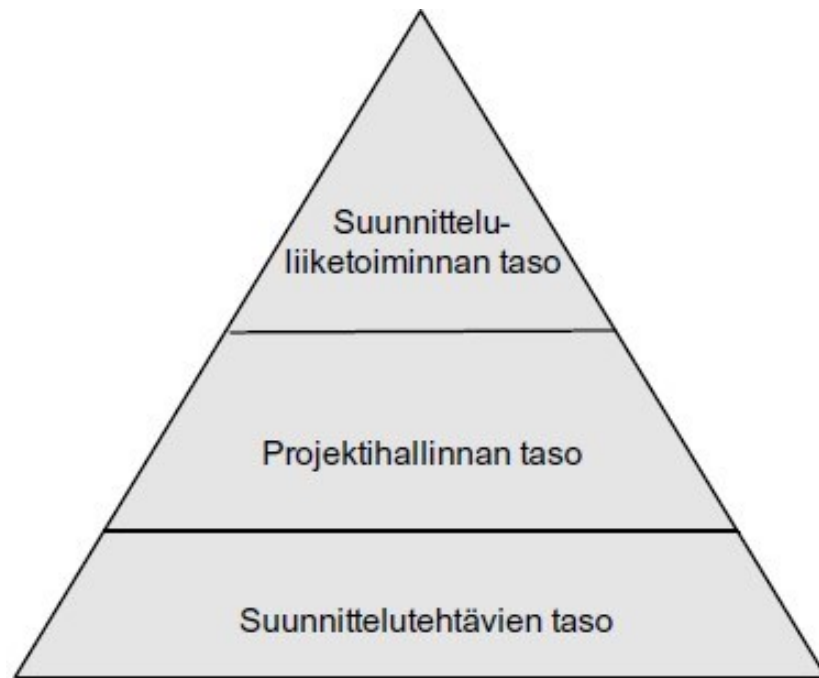 Suunnittelu-
liiketoiminnan taso
Projektihallinnan taso
Suunnittelutehtävien taso